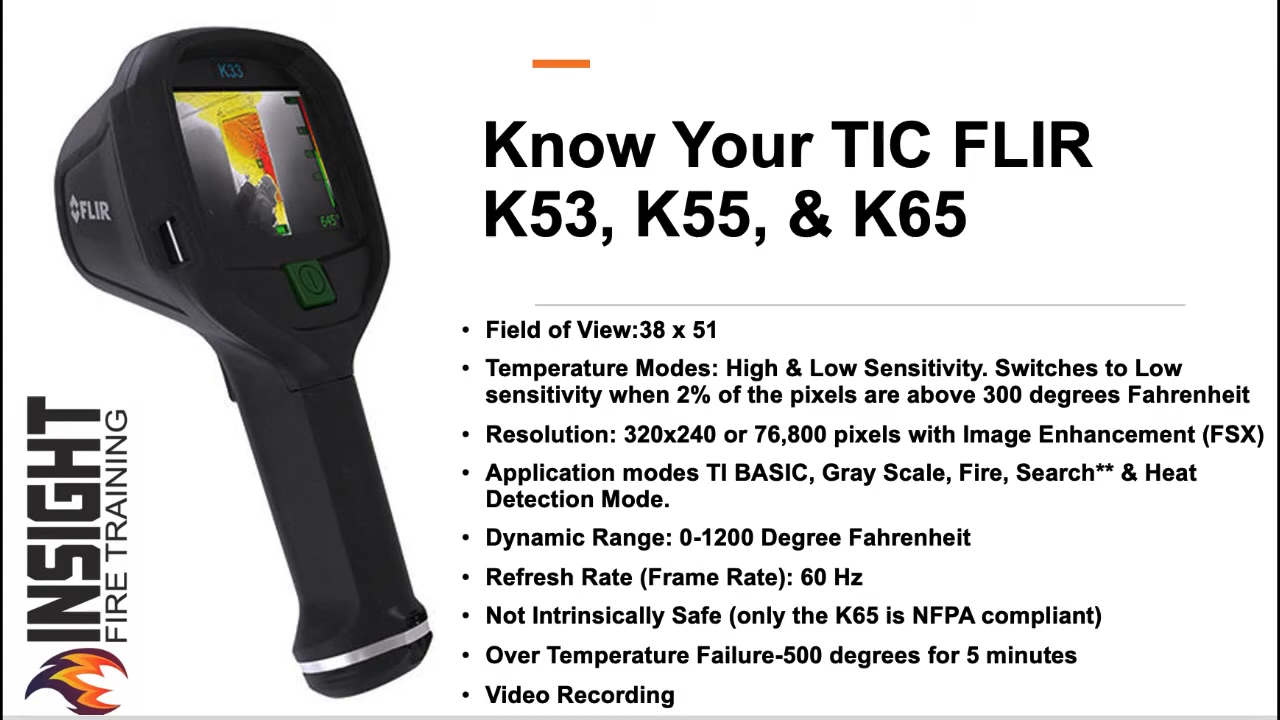 K33
FLIR
645°
INSIGHT
FIRE TRAINING
Know Your TIC FLIR
K53, K55, & K65
• Field of View:38 x 51
• Temperature Modes: High & Low Sensitivity. Switches to Low
sensitivity when 2% of the pixels are above 300 degrees Fahrenheit
• Resolution: 320x240 or 76,800 pixels with Image Enhancement (FSX)
• Application modes TI BASIC, Gray Scale, Fire, Search** & Heat
Detection Mode.
• Dynamic Range: 0-1200 Degree Fahrenheit
• Refresh Rate (Frame Rate): 60 Hz
• Not Intrinsically Safe (only the K65 is NFPA compliant)
• Over Temperature Failure-500 degrees for 5 minutes
• Video Recording